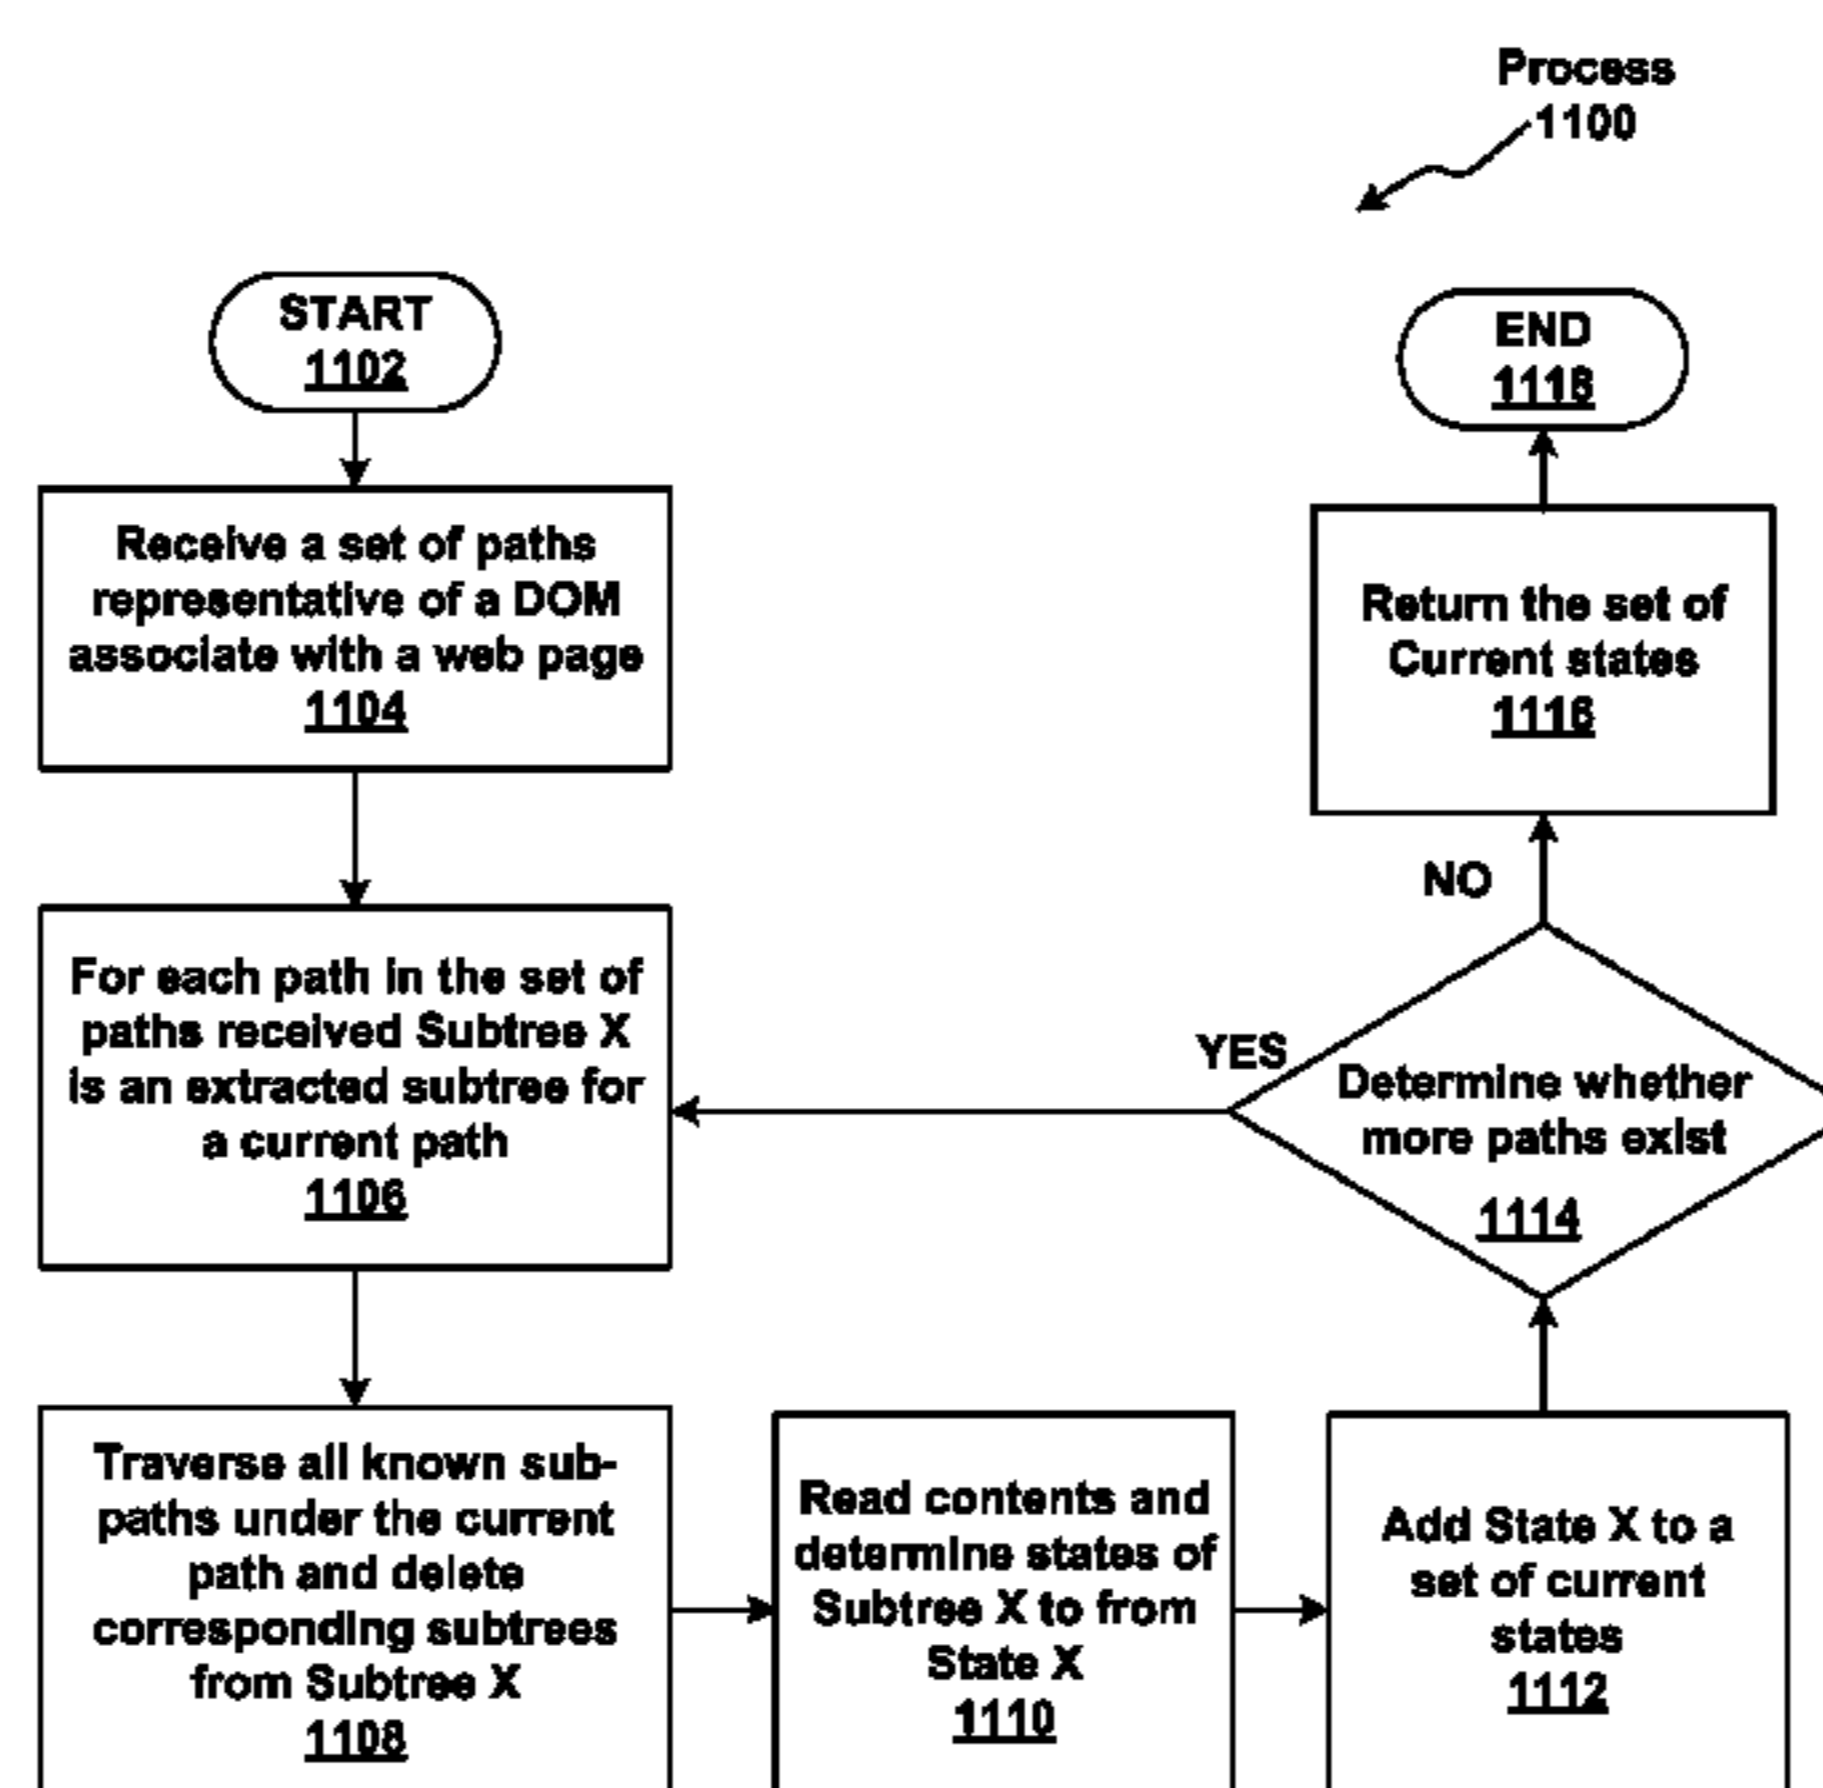 Process
1100
START
1102
Receive a set of paths
representative of a DOM
associate with a web page
1104
For each path in the set of
paths received Subtree X
is an extracted subtree for
a current path
1106
Traverse all known sub-
paths under the current
path and delete
corresponding subtrees
from Subtree X
1108
Read contents and
determine states of
Subtree X to from
State X
1110
Add State X to a
set of current
states
1112
Determine whether
more paths exist
1114
YES
NO
Return the set of
Current states
1116
END
1118